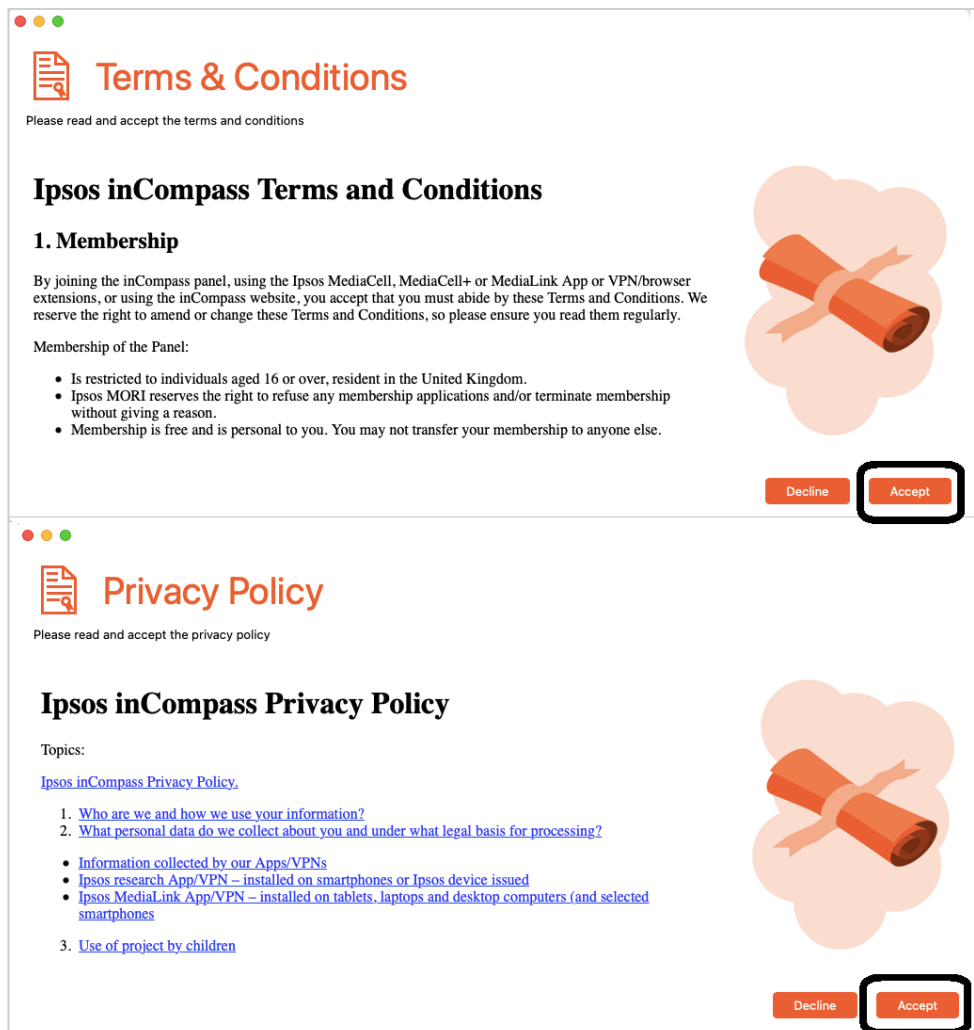 Terms & Conditions
Please read and accept the terms and conditions
Ipsos inCompass Terms and Conditions
1. Membership
By joining the inCompass panel, using the Ipsos MediaCell, MediaCell+ or MediaLink App or VPN/browser
extensions, or using the inCompass website, you accept that you must abide by these Terms and Conditions. We
reserve the right to amend or change these Terms and Conditions, so please ensure you read them regularly.
Membership of the Panel:
• Is restricted to individuals aged 16 or over, resident in the United Kingdom.
• Ipsos MORI reserves the right to refuse any membership applications and/or terminate membership
without giving a reason.
• Membership is free and is personal to you. You may not transfer your membership to anyone else.
Decline Accept
Privacy Policy
Please read and accept the privacy policy
Ipsos inCompass Privacy Policy
Topics:
Ipsos inCompass Privacy Policy.
1. Who are we and how we use your information?
2. What personal data do we collect about you and under what legal basis for processing?
• Information collected by our Apps/VPNs
• Ipsos research App/VPN – installed on smartphones or Ipsos device issued
• Ipsos MediaLink App/VPN – installed on tablets, laptops and desktop computers (and selected
smartphones
3. Use of project by children
Decline Accept